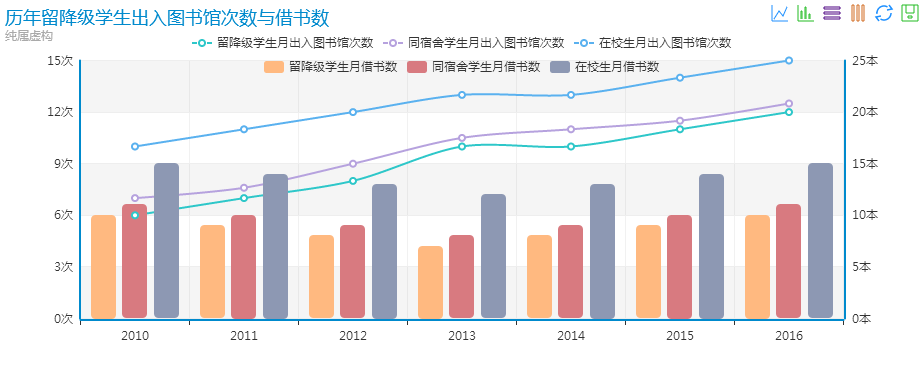 历年留降级学生出入图书馆次数与借书数
纯属虚构
留降级学生月出入图书馆次数 同宿舍学生月出入图书馆次数 在校生月出入图书馆次数
留降级学生月借书数 同宿舍学生月借书数 在校生月借书数
15次 25本
12次 20本
9次 15本
6次 10本
3次 5本
0次 0本
2010 2011 2012 2013 2014 2015 2016